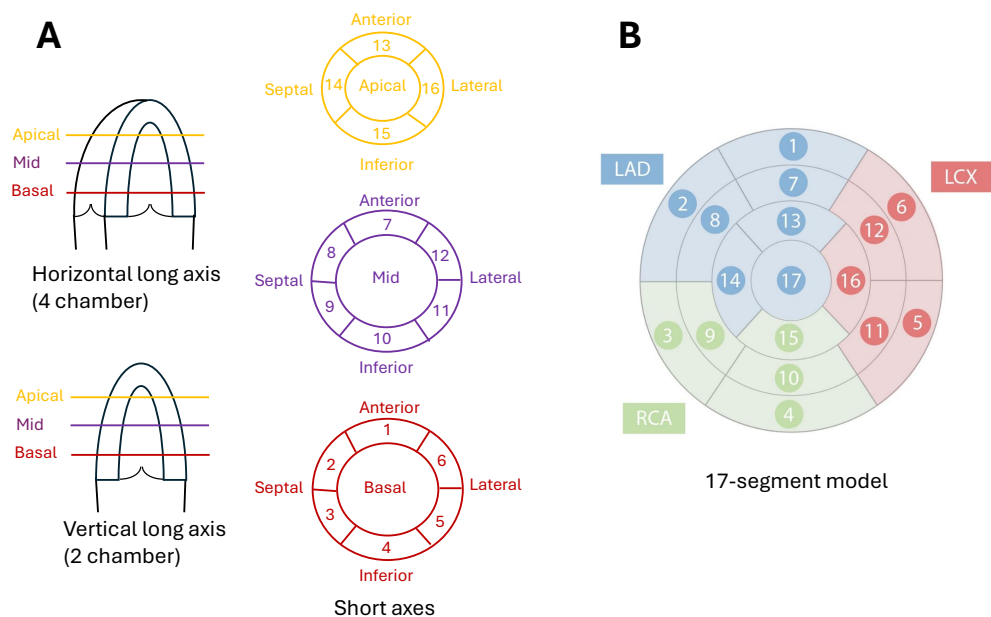 A
Apical
Mid
Basal
Horizontal long axis
(4 chamber)
Apical
Mid
Basal
Vertical long axis
(2 chamber)
Anterior
13
Septal 14 Apical 16 Lateral
15
Inferior
Anterior
7
8 12
Septal Mid Lateral
9 11
10
Inferior
Anterior
1
2 6
Septal Basal Lateral
3 5
4
Inferior
Short axes
B
LAD
LCX
RCA
1
7
2 8 13 12 6
14 17 16
3 9 15 11 5
10
4
17-segment model